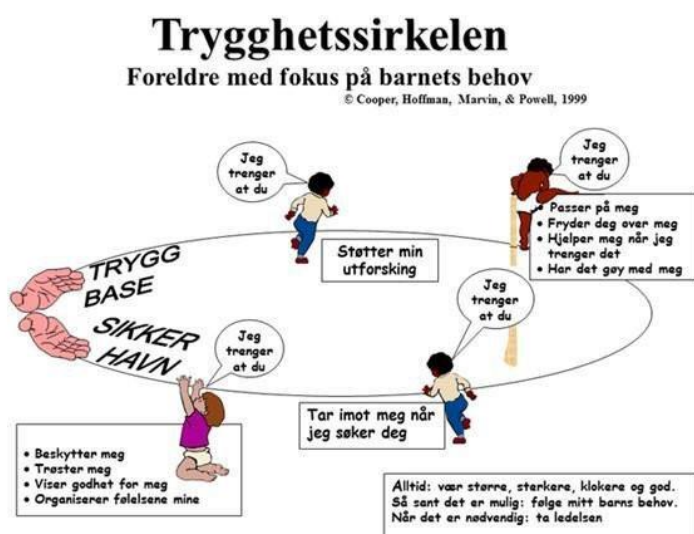 Trygghetssirkelen
Foreldre med fokus på barnets behov
© Cooper, Hoffman, Marvin, & Powell, 1999
Jeg
trenger
at du
Støtter min
utforsking
Jeg
trenger
at du
• Passer på meg
• Fryder deg over meg
• Hjelper meg når jeg
trenger det
• Har det gøy med meg
TRYGG
BASE
SIKKER
HAVN
Jeg
trenger
at du
Tar imot meg når
jeg søker deg
Jeg
trenger
at du
• Beskytter meg
• Trøster meg
• Viser godhet for meg
• Organiserer følelsene mine
Alltid: vær større, sterkere, klokere og god.
Så sant det er mulig: følge mitt barns behov.
Når det er nødvendig: ta ledelsen